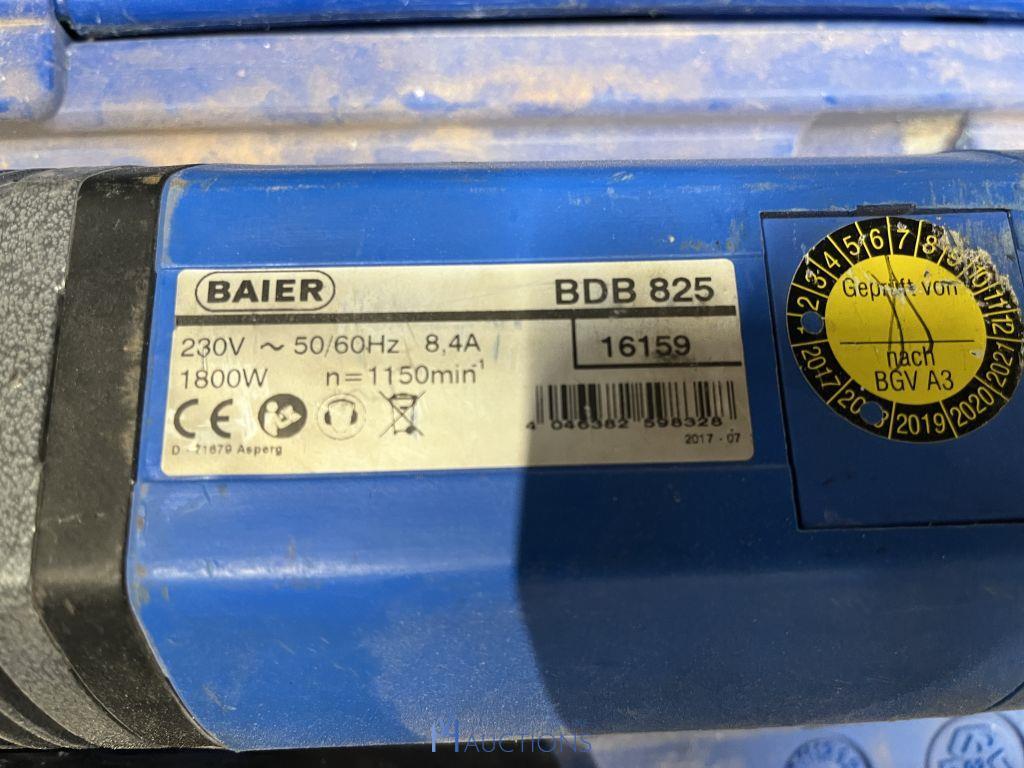 BAIER
BDB 825
230V ~ 50/60Hz 8,4A
16159
1800W n=1150min⁻¹
CE
D - 71679 Asperg
4 046382 598328
2017 - 07
1 2 3 4 5 6 7 8 9 10 11 12
Geprüft von
nach
BGV A3
2017 2018 2019 2020 2021
AUCTIONS